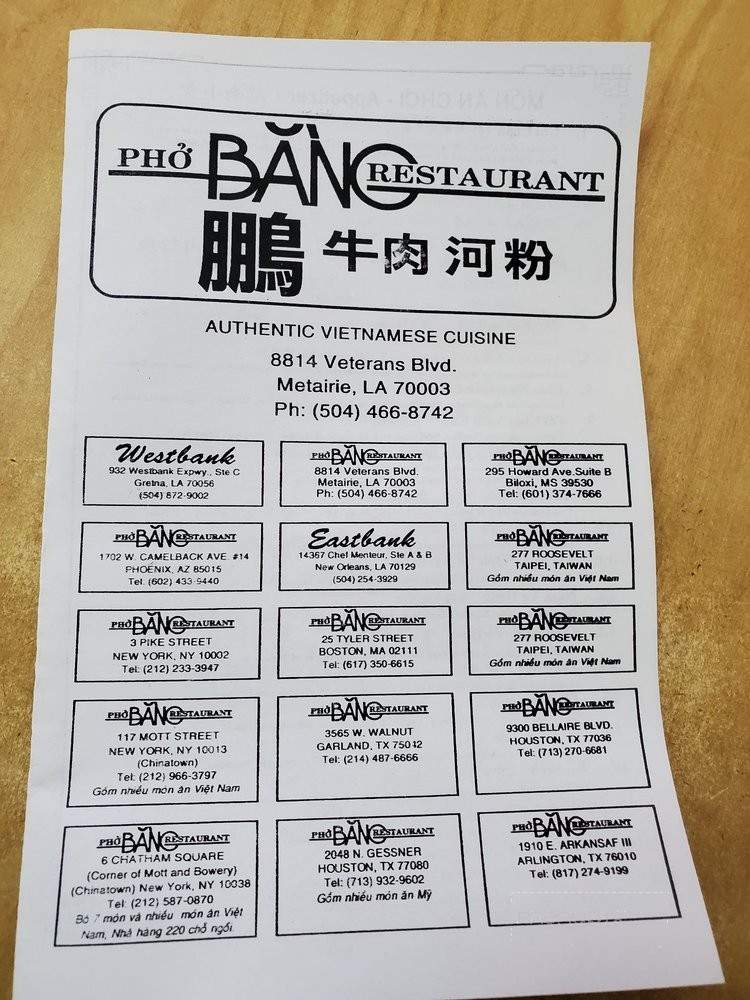 PHỞ BẰNG RESTAURANT
鵬 牛肉河粉
AUTHENTIC VIETNAMESE CUISINE
8814 Veterans Blvd.
Metairie, LA 70003
Ph: (504) 466-8742
Westbank
932 Westbank Expwy., Ste C
Gretna, LA 70056
(504) 872-9002
PHỞ BẰNG RESTAURANT
8814 Veterans Blvd.
Metairie, LA 70003
Ph: (504) 466-8742
PHỞ BẰNG RESTAURANT
295 Howard Ave.Suite B
Biloxi, MS 39530
Tel: (601) 374-7666
PHỞ BẰNG RESTAURANT
1702 W. CAMELBACK AVE. #14
PHOENIX, AZ 85015
Tel. (602) 433-9440
Eastbank
14367 Chef Menteur, Ste A & B
New Orleans, LA 70129
(504) 254-3929
PHỞ BẰNG RESTAURANT
277 ROOSEVELT
TAIPEI, TAIWAN
Gồm nhiều món ăn Việt Nam
PHỞ BẰNG RESTAURANT
3 PIKE STREET
NEW YORK, NY 10002
Tel: (212) 233-3947
PHỞ BẰNG RESTAURANT
25 TYLER STREET
BOSTON, MA 02111
Tel: (617) 350-6615
PHỞ BẰNG RESTAURANT
277 ROOSEVELT
TAIPEI, TAIWAN
Gồm nhiều món ăn Việt Nam
PHỞ BẰNG RESTAURANT
117 MOTT STREET
NEW YORK, NY 10013
(Chinatown)
Tel: (212) 966-3797
Gồm nhiều món ăn Việt Nam
PHỞ BẰNG RESTAURANT
3565 W. WALNUT
GARLAND, TX 75042
Tel: (214) 487-6666
PHỞ BẰNG RESTAURANT
9300 BELLAIRE BLVD.
HOUSTON, TX 77036
Tel: (713) 270-6681
PHỞ BẰNG RESTAURANT
6 CHATHAM SQUARE
(Corner of Mott and Bowery)
(Chinatown) New York, NY 10038
Tel: (212) 587-0870
Bò 7 món và nhiều món ăn Việt
Nam, Nhà hàng 220 chỗ ngồi.
PHỞ BẰNG RESTAURANT
2048 N. GESSNER
HOUSTON, TX 77080
Tel: (713) 932-9602
Gồm nhiều món ăn Mỹ
PHỞ BẰNG RESTAURANT
1910 E. ARKANSAF III
ARLINGTON, TX 76010
Tel: (817) 274-9199